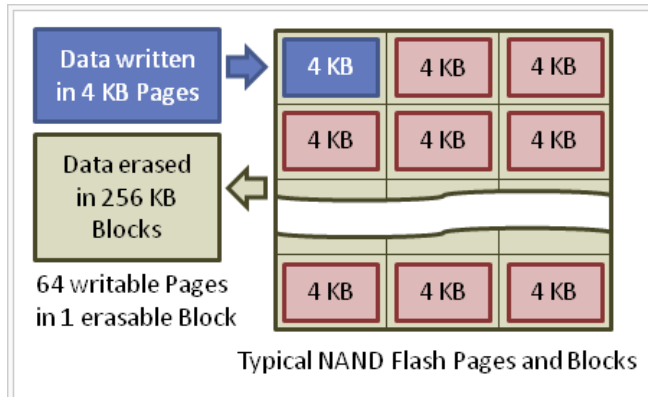 Data written
in 4 KB Pages
4 KB
4 KB
4 KB
4 KB
4 KB
4 KB
Data erased
in 256 KB
Blocks
64 writable Pages
in 1 erasable Block
4 KB
4 KB
4 KB
Typical NAND Flash Pages and Blocks